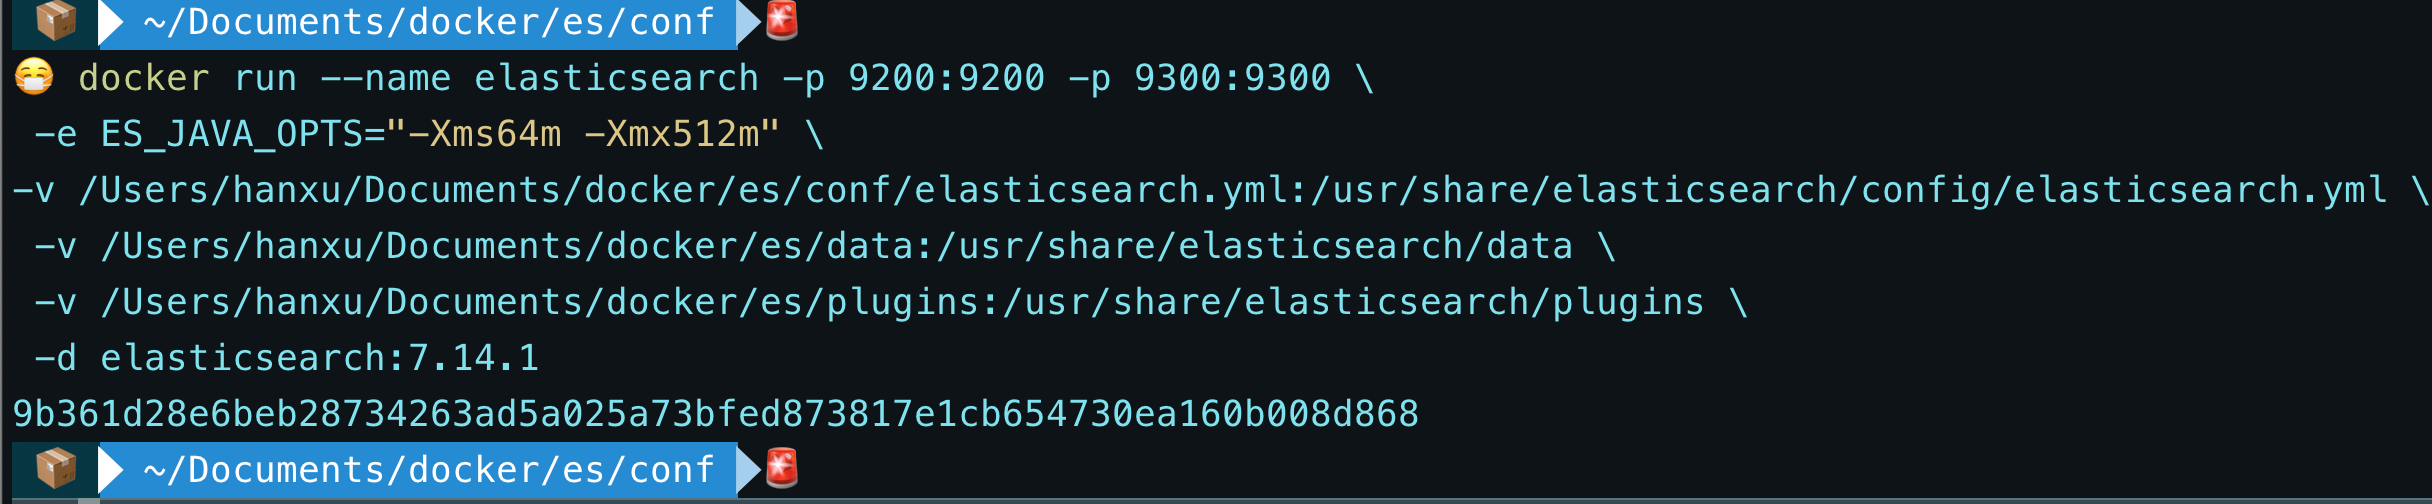 ~/Documents/docker/es/conf
docker run --name elasticsearch -p 9200:9200 -p 9300:9300 \
-e ES_JAVA_OPTS="-Xms64m -Xmx512m" \
-v /Users/hanxu/Documents/docker/es/conf/elasticsearch.yml:/usr/share/elasticsearch/config/elasticsearch.yml \
-v /Users/hanxu/Documents/docker/es/data:/usr/share/elasticsearch/data \
-v /Users/hanxu/Documents/docker/es/plugins:/usr/share/elasticsearch/plugins \
-d elasticsearch:7.14.1
9b361d28e6beb28734263ad5a025a73bfed873817e1cb654730ea160b008d868
~/Documents/docker/es/conf